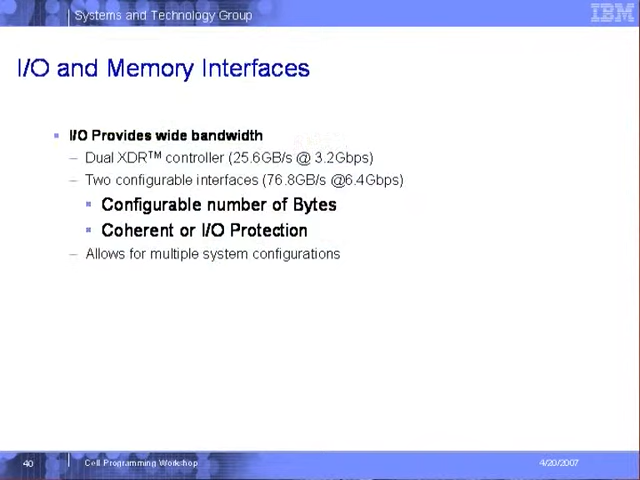 Systems and Technology Group
IBM
I/O and Memory Interfaces
I/O Provides wide bandwidth
– Dual XDR™ controller (25.6GB/s @ 3.2Gbps)
– Two configurable interfaces (76.8GB/s @6.4Gbps)
Configurable number of Bytes
Coherent or I/O Protection
– Allows for multiple system configurations
40
Cell Programming Workshop
4/20/2007